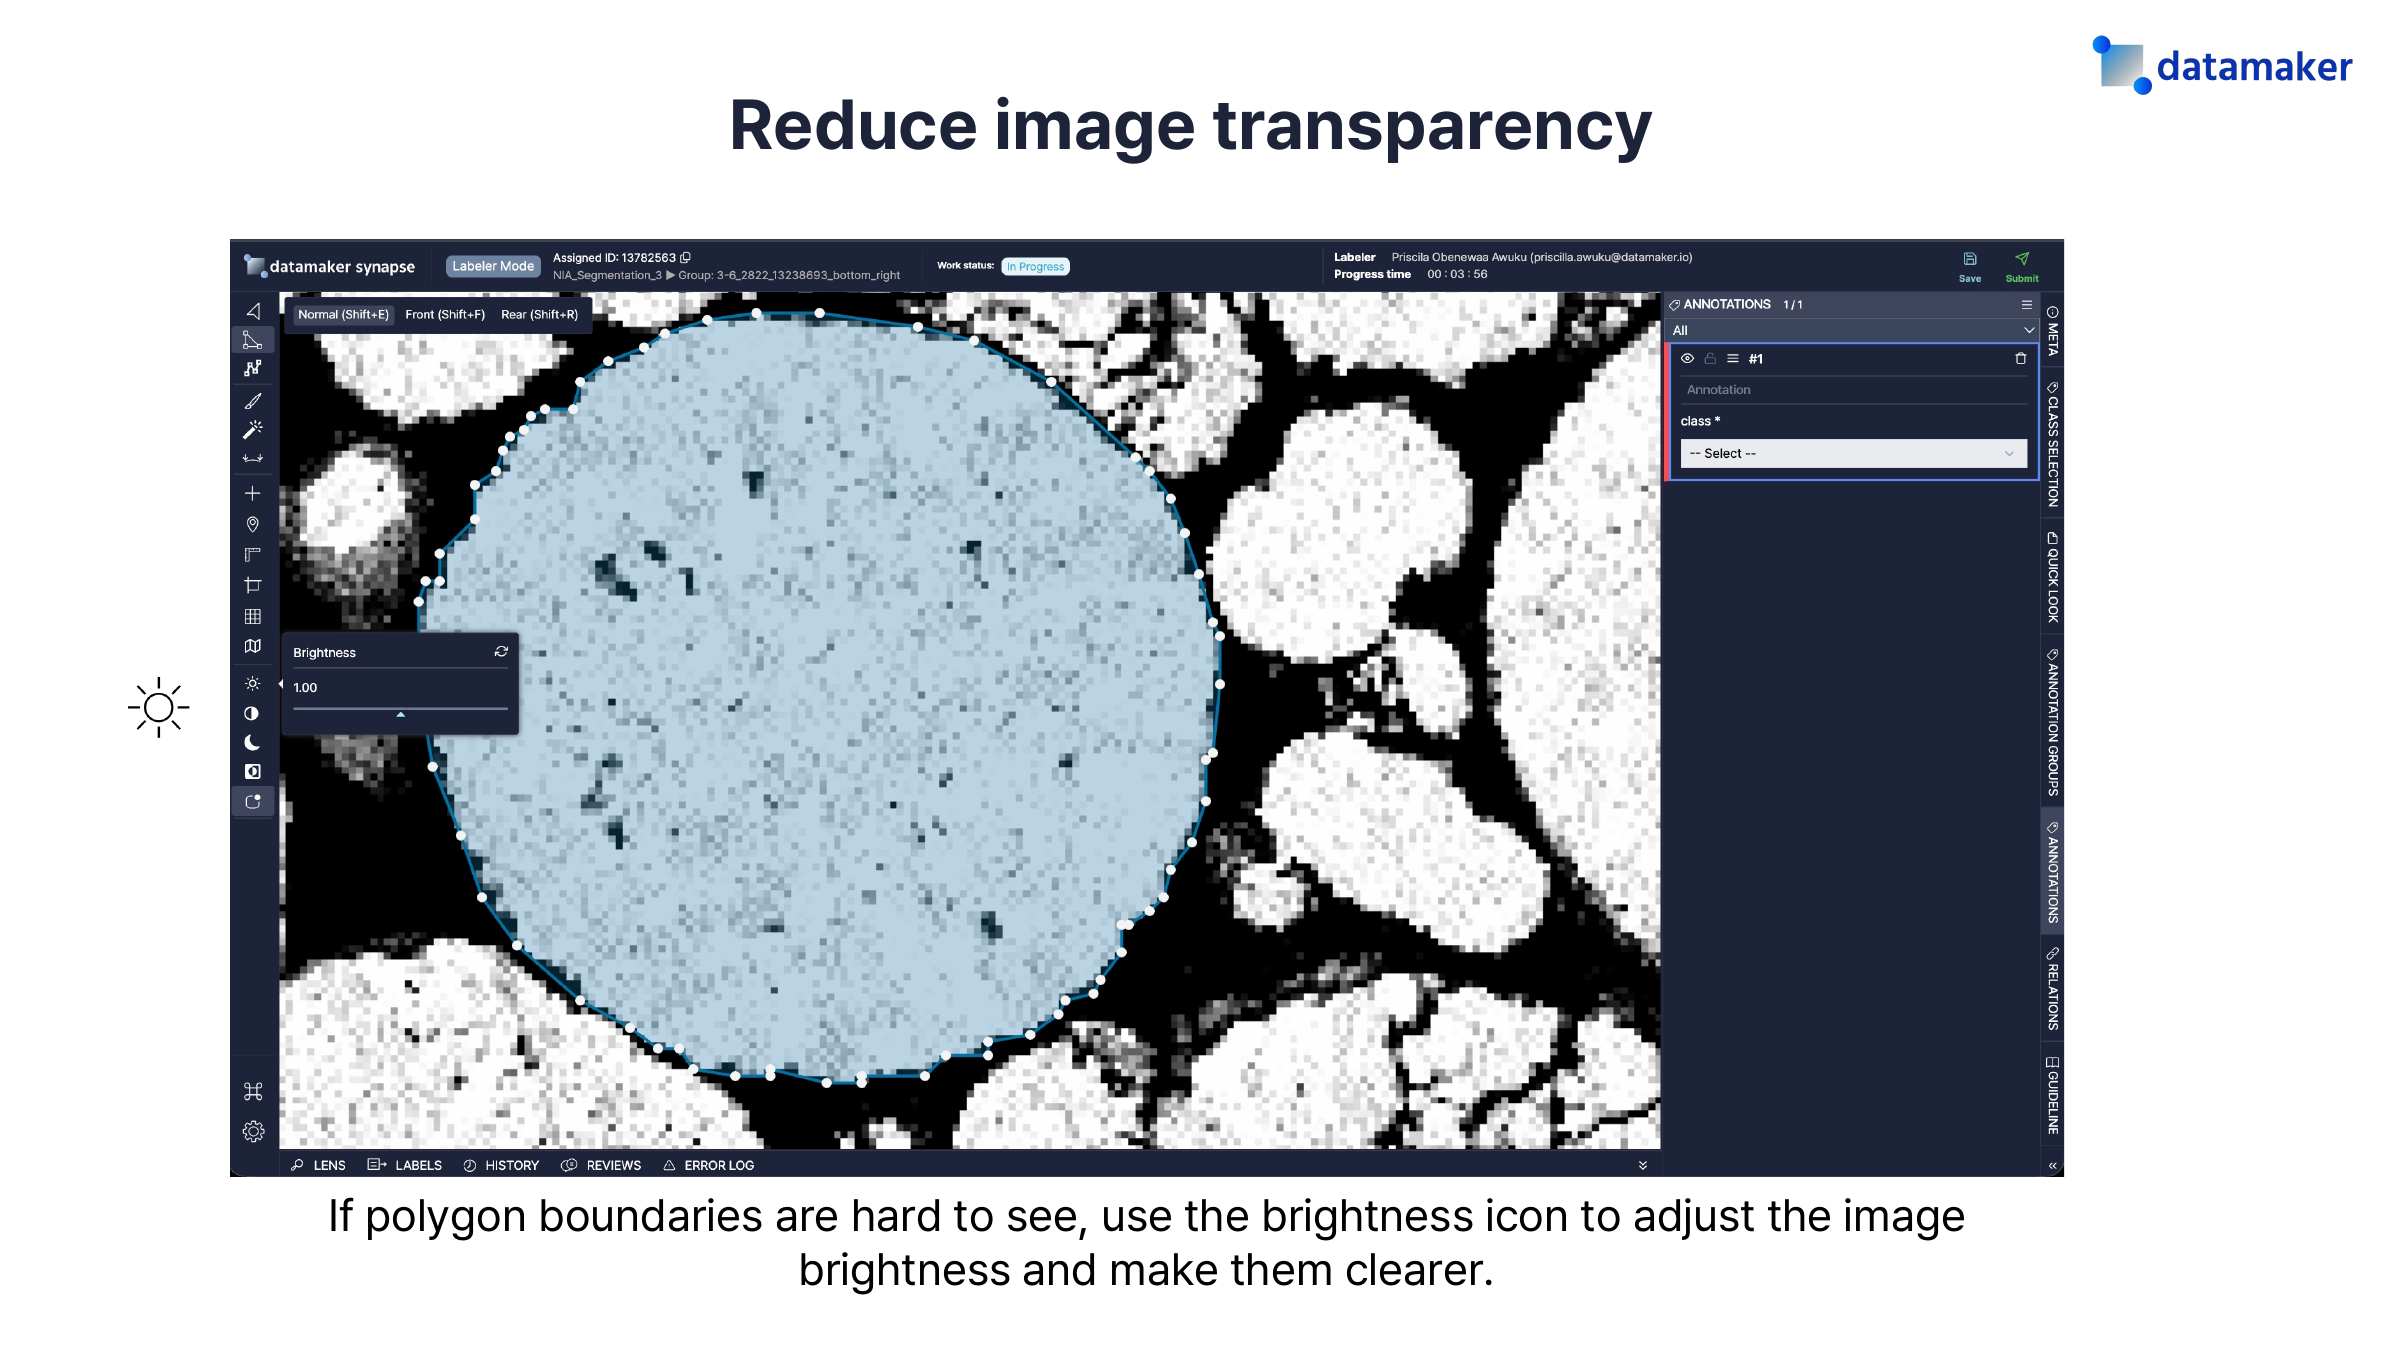 datamaker
Reduce image transparency
datamaker synapse
Labeler Mode
Assigned ID: 13782563
NIA_Segmentation_3 ▶ Group: 3-6_2822_13238693_bottom_right
Work status: In Progress
Labeler Priscila Obenewaa Awuku (priscilla.awuku@datamaker.io)
Progress time 00 : 03 : 56
Save
Submit
Normal (Shift+E) Front (Shift+F) Rear (Shift+R)
ANNOTATIONS 1 / 1
All
#1
Annotation
class *
-- Select --
META
CLASS SELECTION
QUICK LOOK
ANNOTATION GROUPS
ANNOTATIONS
RELATIONS
GUIDELINE
Brightness
1.00
LENS LABELS HISTORY REVIEWS ERROR LOG
If polygon boundaries are hard to see, use the brightness icon to adjust the image
brightness and make them clearer.